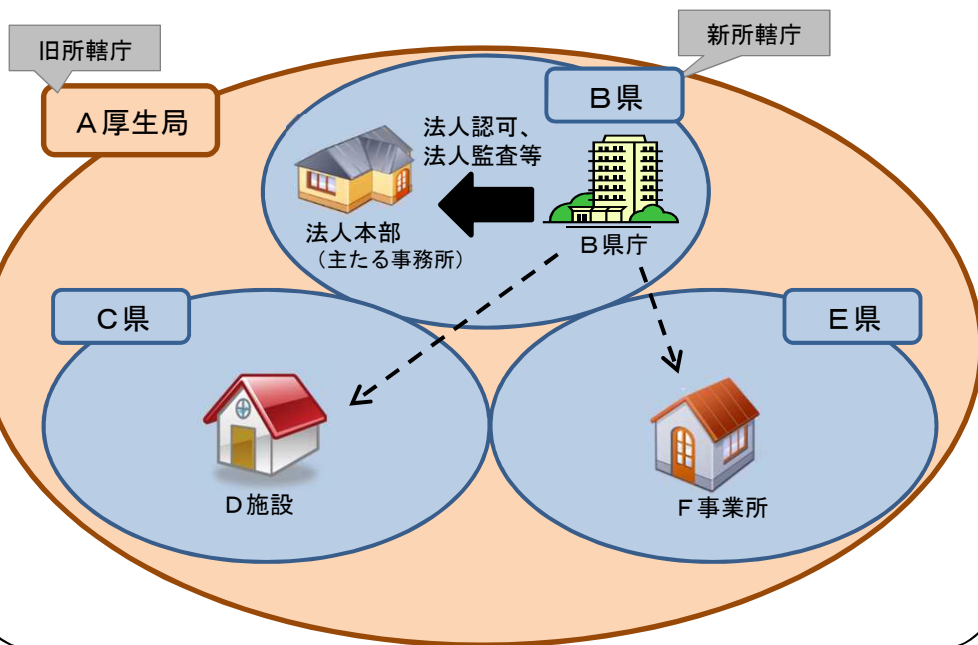 旧所轄庁
新所轄庁
A厚生局
B県
法人認可、
法人監査等
法人本部
（主たる事務所）
B県庁
C県
E県
D施設
F事業所